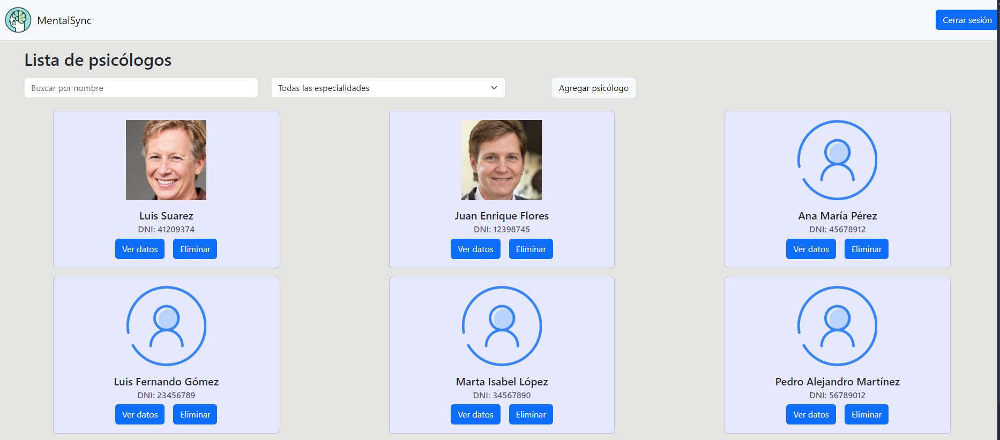 MentalSync
Cerrar sesión
Lista de psicólogos
Buscar por nombre
Todas las especialidades
Agregar psicólogo
Luis Suarez
DNI: 41209374
Ver datos
Eliminar
Juan Enrique Flores
DNI: 12398745
Ver datos
Eliminar
Ana María Pérez
DNI: 45678912
Ver datos
Eliminar
Luis Fernando Gómez
DNI: 23456789
Ver datos
Eliminar
Marta Isabel López
DNI: 34567890
Ver datos
Eliminar
Pedro Alejandro Martínez
DNI: 56789012
Ver datos
Eliminar